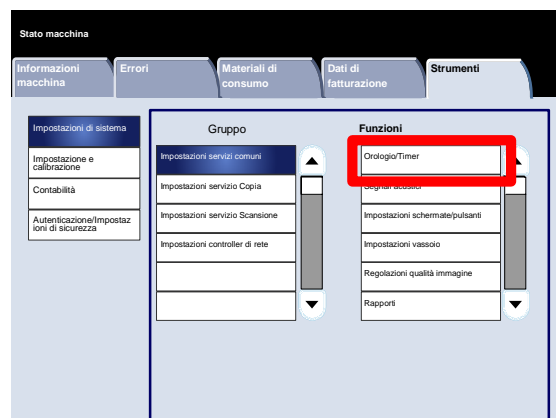 Stato macchina
Informazioni
macchina
Errori
Materiali di
consumo
Dati di
fatturazione
Strumenti
Impostazioni di sistema
Impostazione e
calibrazione
Contabilità
Autenticazione/Impostaz
ioni di sicurezza
Gruppo
Impostazioni servizi comuni
Impostazioni servizio Copia
Impostazioni servizio Scansione
Impostazioni controller di rete
Funzioni
Orologio/Timer
Segnali acustici
Impostazioni schermate/pulsanti
Impostazioni vassoio
Regolazioni qualità immagine
Rapporti